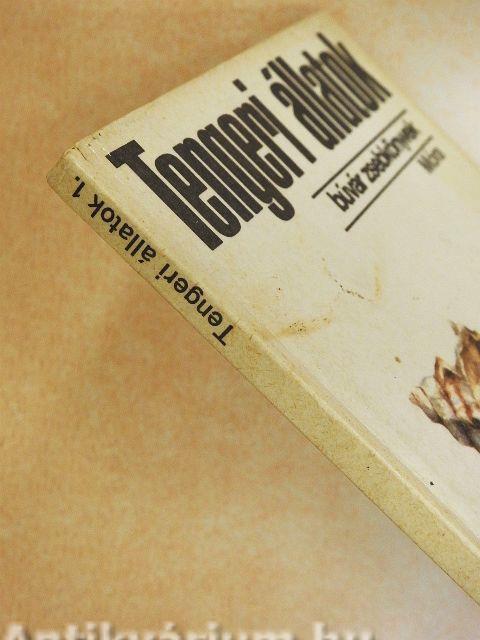 Tengeri állatok
búvár zsebkönyvek
Móra
Tengeri állatok 1.
Antikvárium.hu